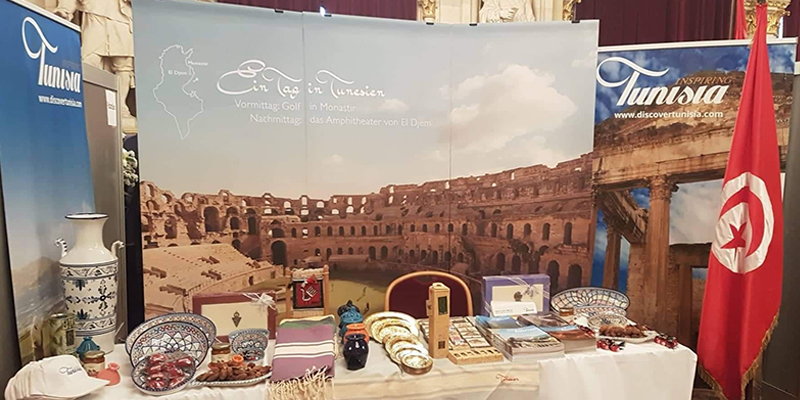 Tunisia
www.discovertunisia.com
Monastir
El Djem
Ein Tag in Tunesien
Vormittag: Golf in Monastir
Nachmittag: das Amphitheater von El Djem
INSPIRING
Tunisia
www.discovertunisia.com
Tunisia